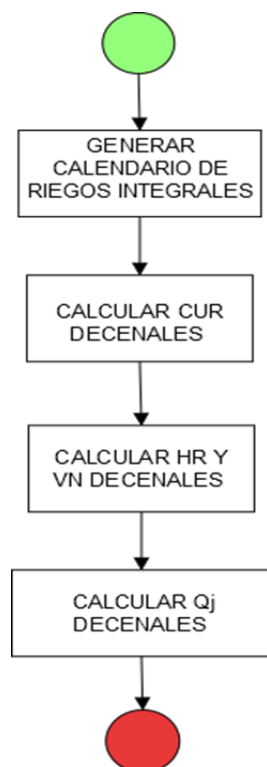 GENERAR
CALENDARIO DE
RIEGOS INTEGRALES
CALCULAR CUR
DECENALES
CALCULAR HR Y
VN DECENALES
CALCULAR Qj
DECENALES